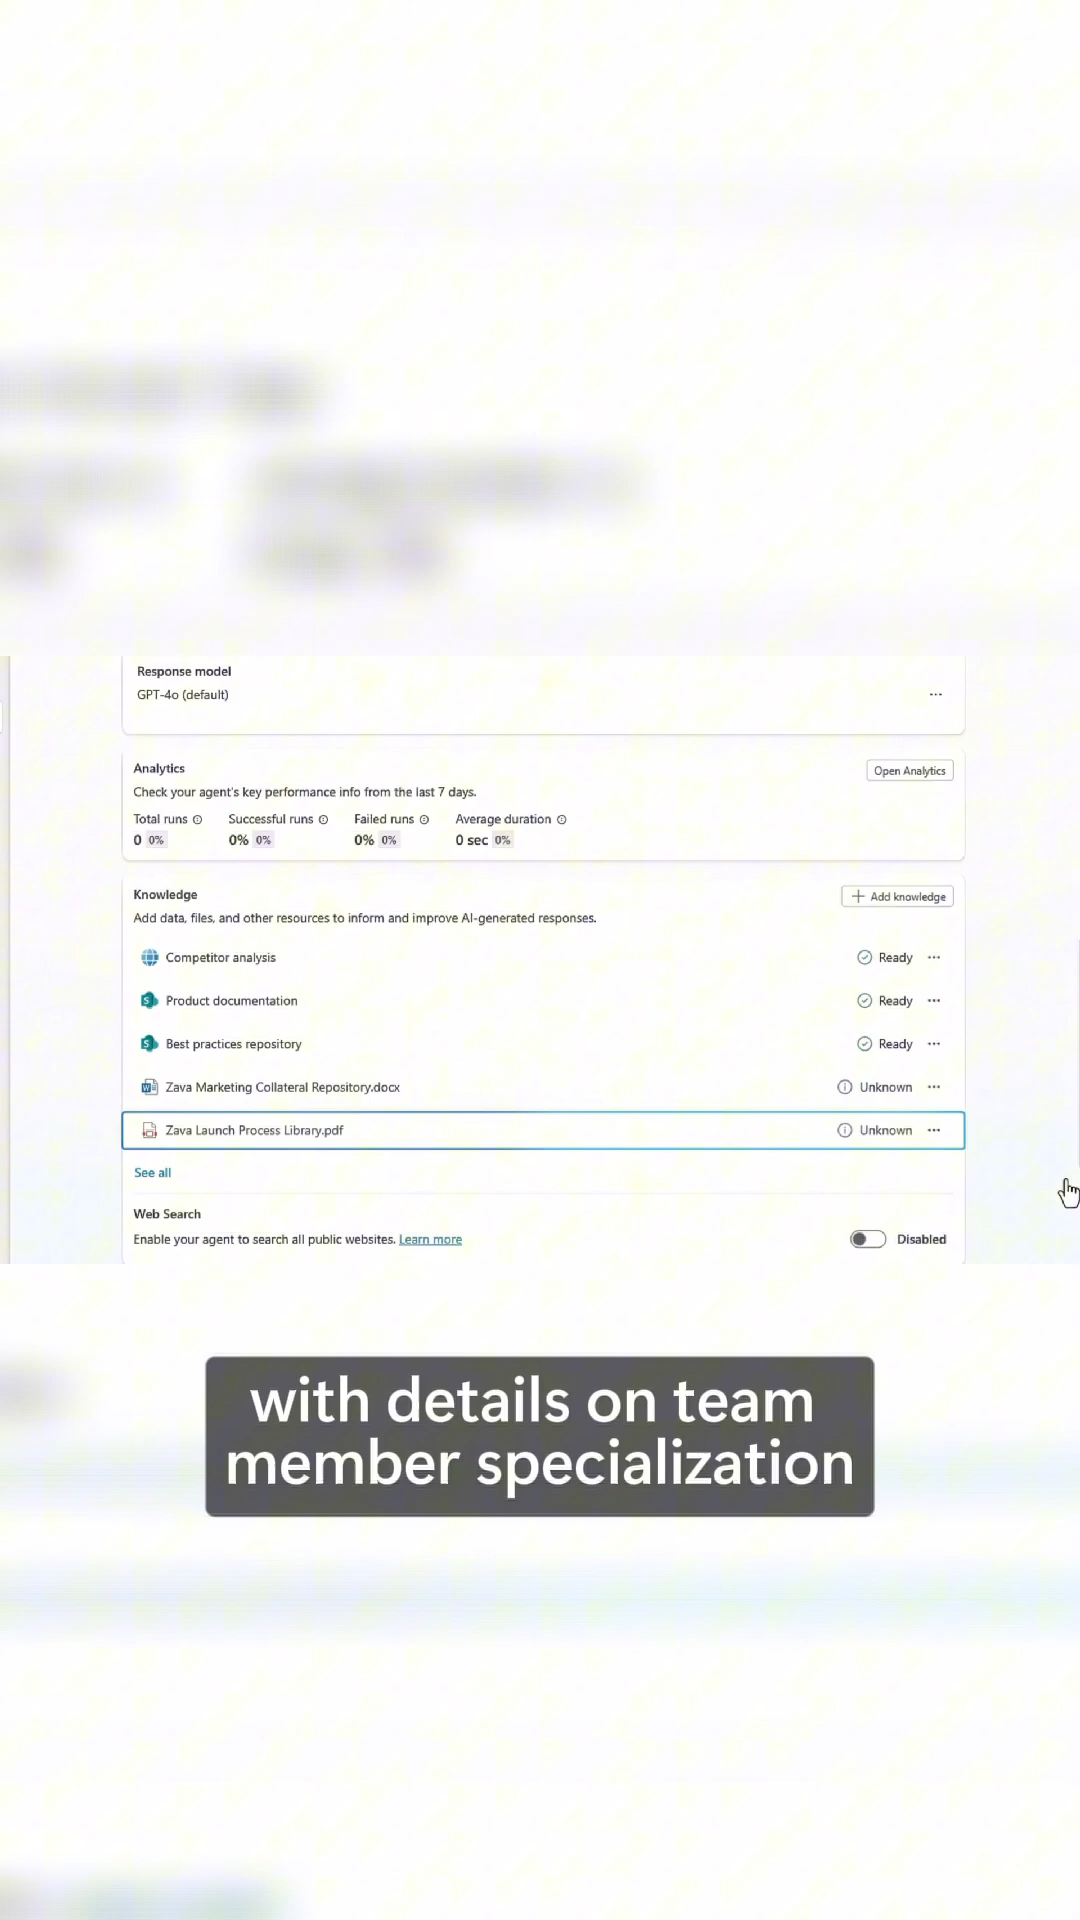 Response model
GPT-4o (default)
Analytics
Open Analytics
Check your agent's key performance info from the last 7 days.
Total runs Successful runs Failed runs Average duration
0 0% 0% 0% 0% 0% 0 sec 0%
Knowledge
Add knowledge
Add data, files, and other resources to inform and improve AI-generated responses.
Competitor analysis Ready
Product documentation Ready
Best practices repository Ready
Zava Marketing Collateral Repository.docx Unknown
Zava Launch Process Library.pdf Unknown
See all
Web Search
Enable your agent to search all public websites. Learn more Disabled
with details on team
member specialization